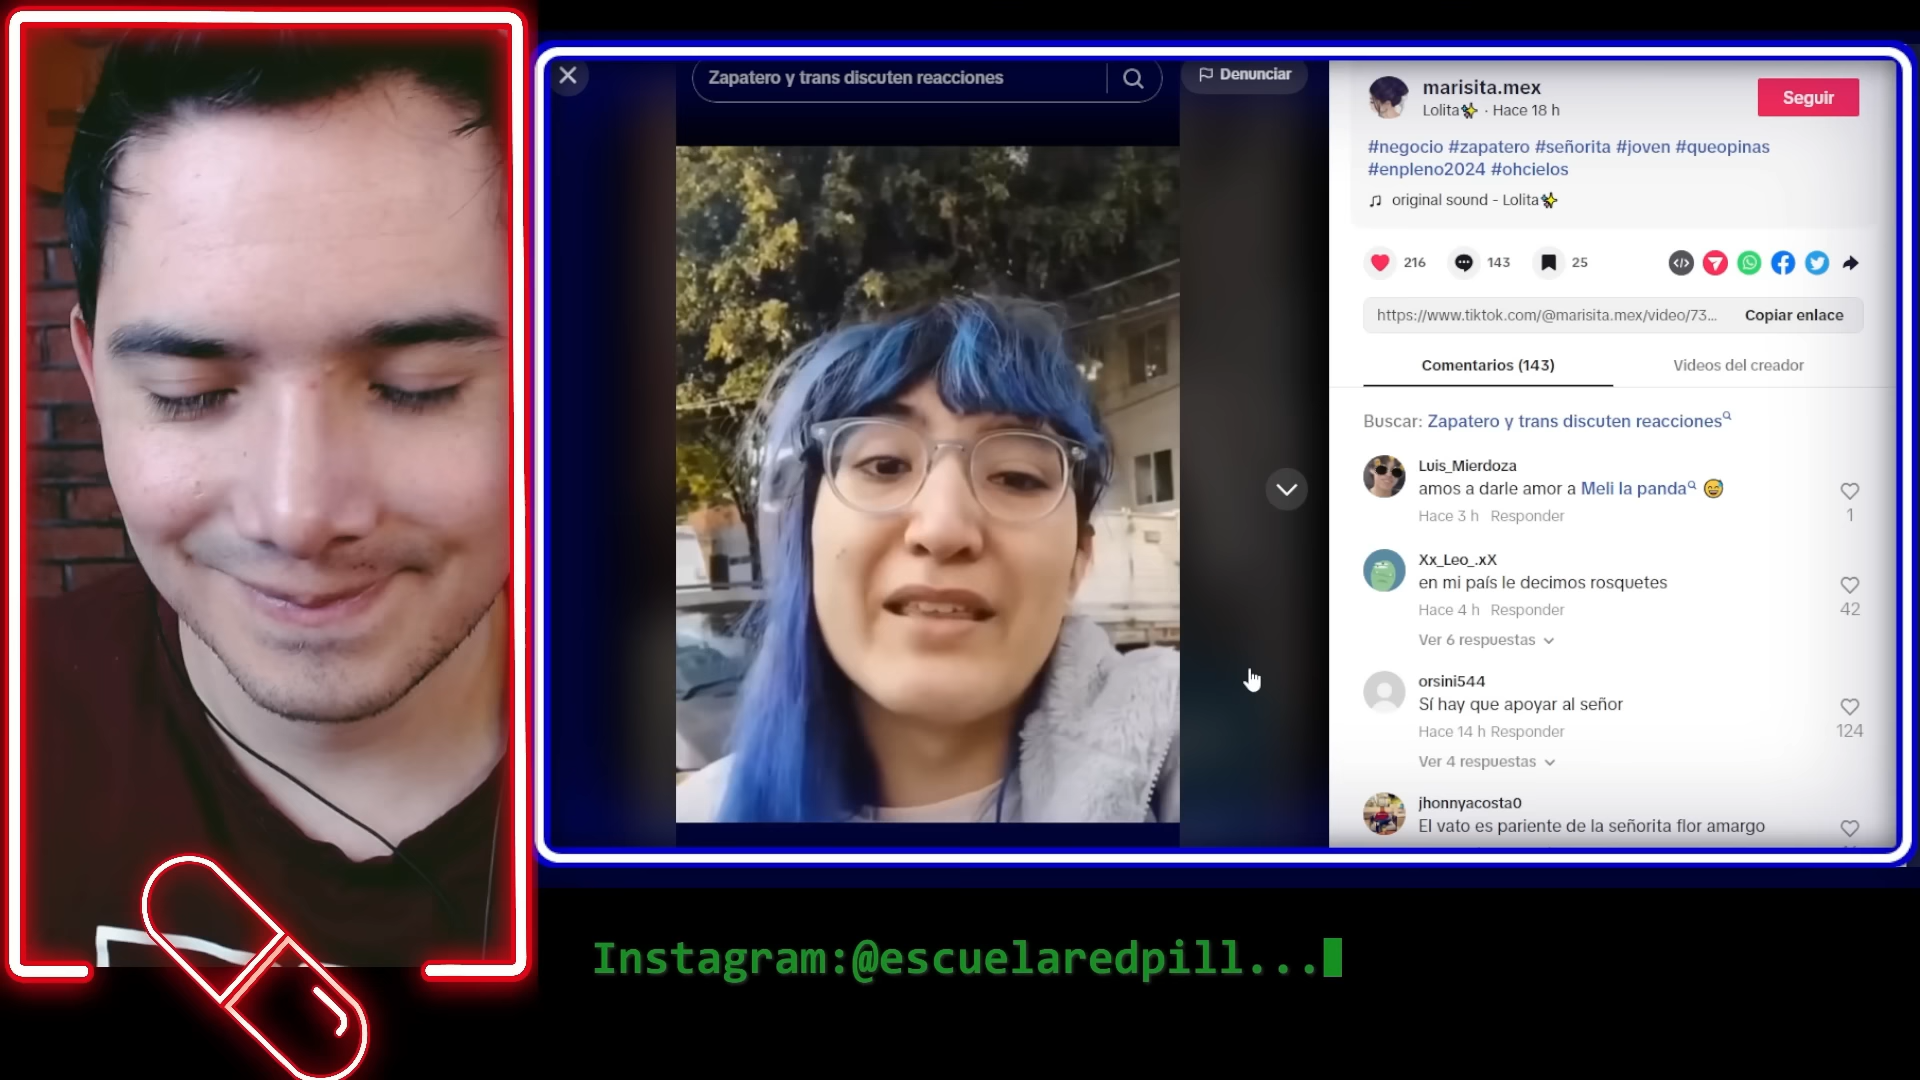 Zapatero y trans discuten reacciones
Denunciar
marisita.mex
Lolita✨ · Hace 18 h
Seguir
#negocio #zapatero #señorita #joven #queopinas
#enpleno2024 #ohcielos
original sound - Lolita✨
216
143
25
https://www.tiktok.com/@marisita.mex/video/73...
Copiar enlace
Comentarios (143)
Videos del creador
Buscar: Zapatero y trans discuten reacciones
Luis_Mierdoza
amos a darle amor a Meli la panda 😅
Hace 3 h Responder
1
Xx_Leo_.xX
en mi país le decimos rosquetes
Hace 4 h Responder
42
Ver 6 respuestas
orsini544
Sí hay que apoyar al señor
Hace 14 h Responder
124
Ver 4 respuestas
jhonnyacosta0
El vato es pariente de la señorita flor amargo
Instagram:@escuelaredpill...